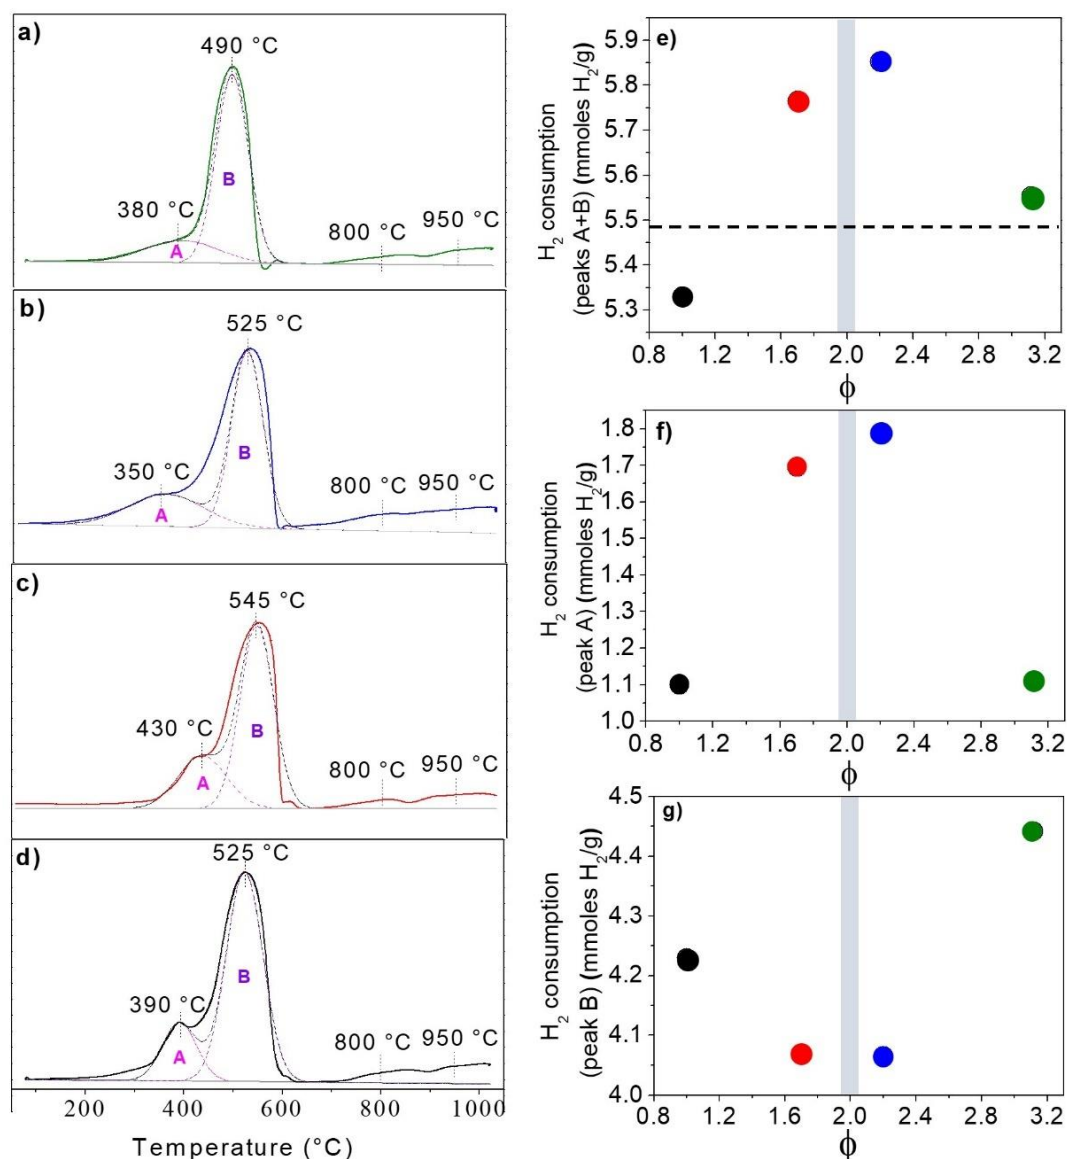 a)
490 °C
B
380 °C
A
800 °C
950 °C
b)
525 °C
B
350 °C
A
800 °C
950 °C
c)
545 °C
B
430 °C
A
800 °C
950 °C
d)
525 °C
B
390 °C
A
800 °C
950 °C
200 400 600 800 1000
Temperature (°C)
e)
H₂ consumption
(peaks A+B) (mmoles H₂/g)
5.9
5.8
5.7
5.6
5.5
5.4
5.3
0.8 1.2 1.6 2.0 2.4 2.8 3.2
ϕ
f)
H₂ consumption
(peak A) (mmoles H₂/g)
1.8
1.7
1.6
1.5
1.4
1.3
1.2
1.1
1.0
0.8 1.2 1.6 2.0 2.4 2.8 3.2
ϕ
g)
H₂ consumption
(peak B) (mmoles H₂/g)
4.5
4.4
4.3
4.2
4.1
4.0
0.8 1.2 1.6 2.0 2.4 2.8 3.2
ϕ